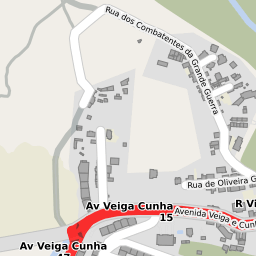 Rua dos Combatentes da Grande Guerra
Rua de Oliveira G
Av Veiga Cunha
15
R Vi
Avenida Veiga e Cun
Av Veiga Cunha